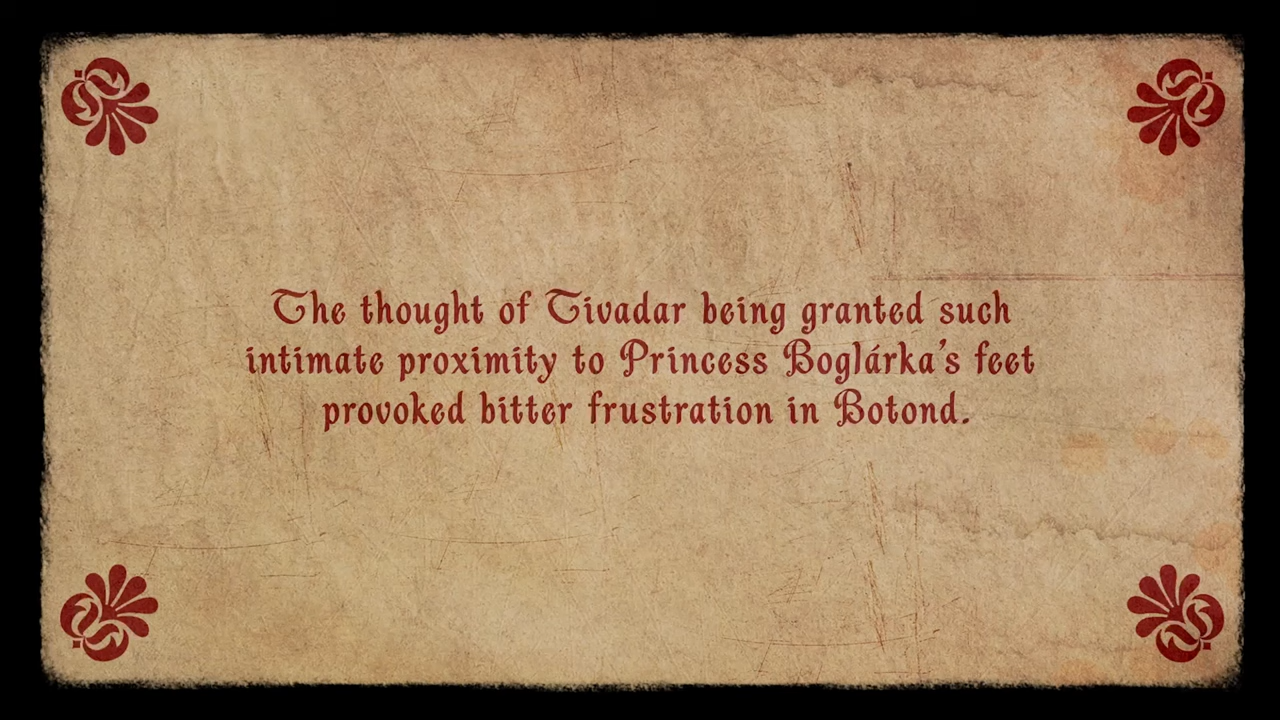 The thought of Tivadar being granted such
intimate proximity to Princess Boglárka's feet
provoked bitter frustration in Botond.